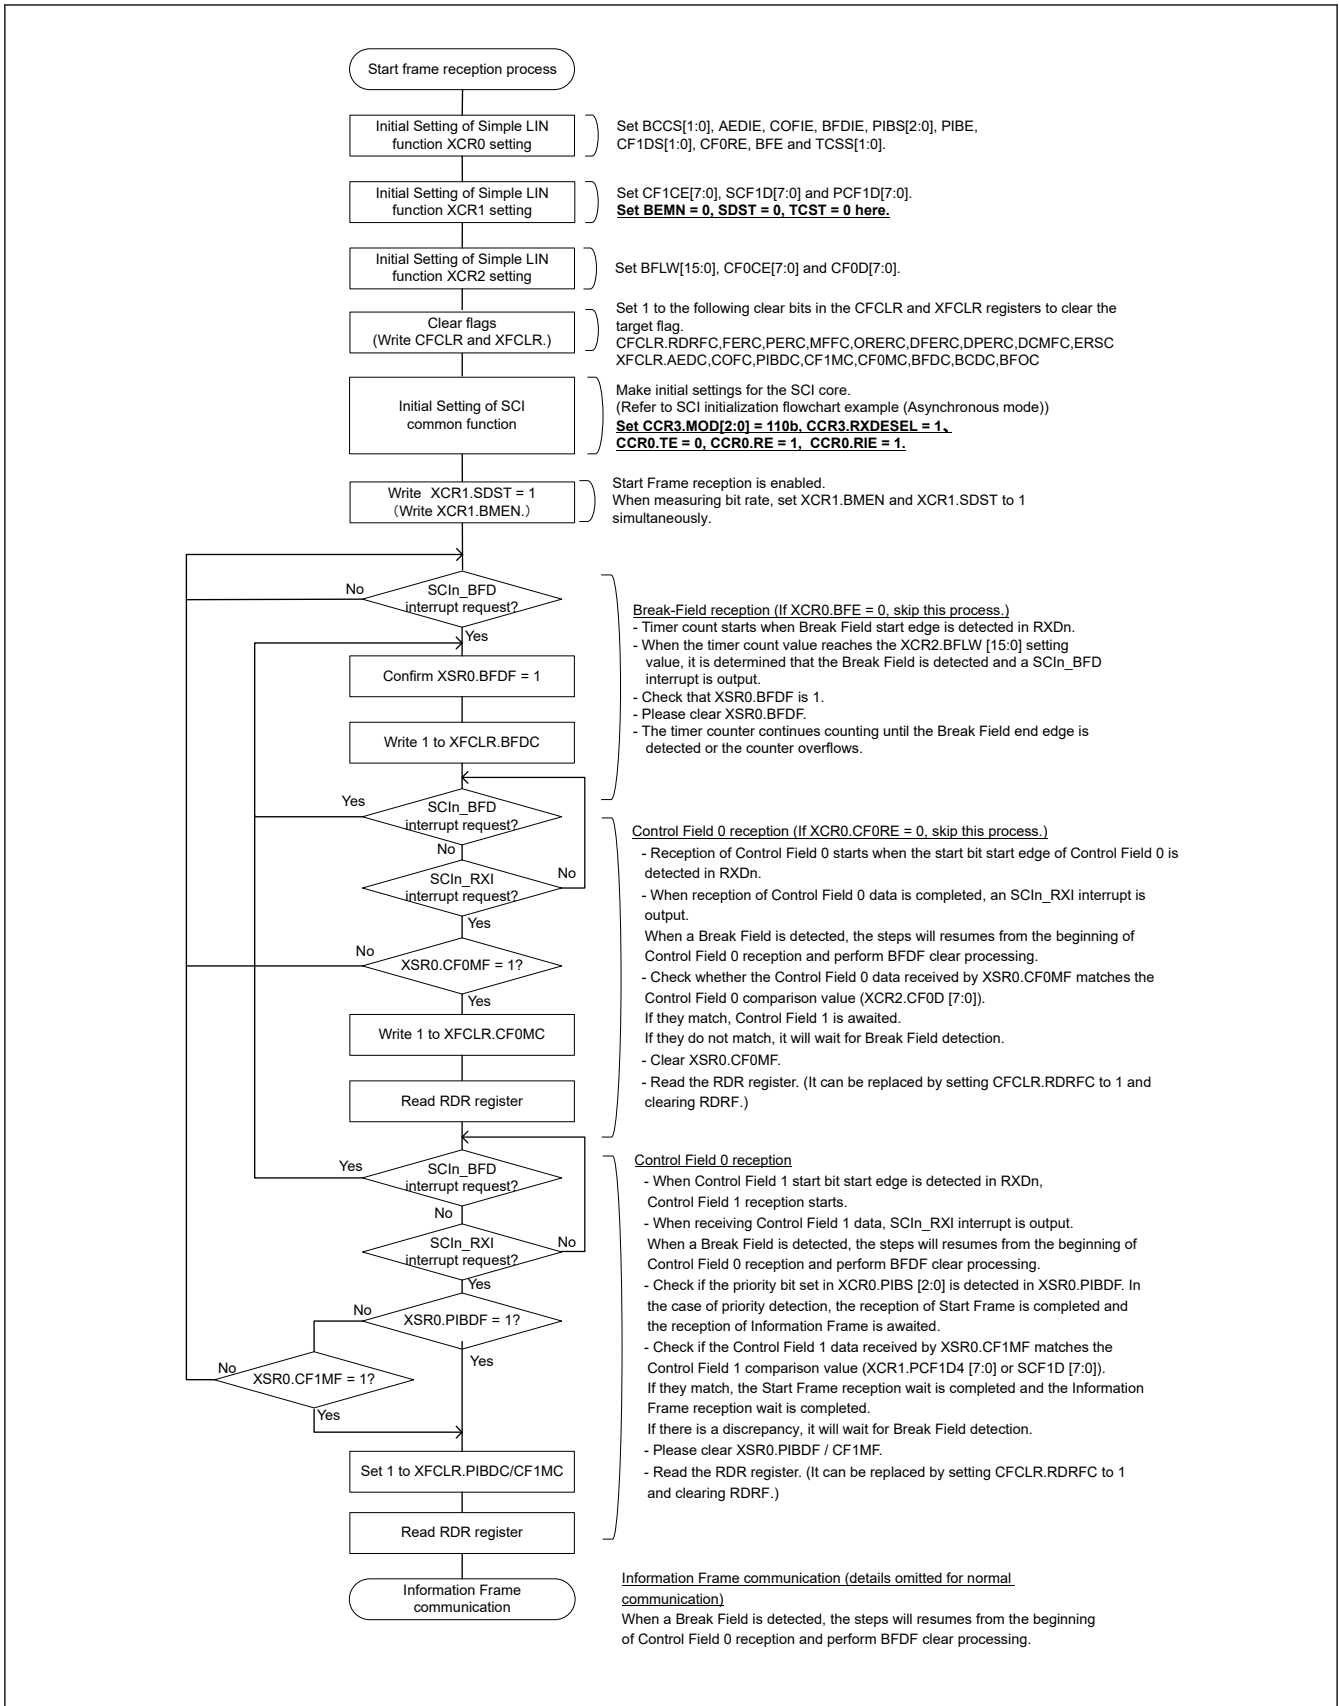 Start frame reception process
Initial Setting of Simple LIN
function XCR0 setting
Set BCCS[1:0], AEDIE, COFIE, BFDIE, PIBS[2:0], PIBE,
CF1DS[1:0], CF0RE, BFE and TCSS[1:0].
Initial Setting of Simple LIN
function XCR1 setting
Set CF1CE[7:0], SCF1D[7:0] and PCF1D[7:0].
Set BEMN = 0, SDST = 0, TCST = 0 here.
Initial Setting of Simple LIN
function XCR2 setting
Set BFLW[15:0], CF0CE[7:0] and CF0D[7:0].
Clear flags
(Write CFCLR and XFCLR.)
Set 1 to the following clear bits in the CFCLR and XFCLR registers to clear the
target flag.
CFCLR.RDRFC,FERC,PERC,MFFC,ORERC,DFERC,DPERC,DCMFC,ERSC
XFCLR.AEDC,COFC,PIBDC,CF1MC,CF0MC,BFDC,BCDC,BFOC
Initial Setting of SCI
common function
Make initial settings for the SCI core.
(Refer to SCI initialization flowchart example (Asynchronous mode))
Set CCR3.MOD[2:0] = 110b, CCR3.RXDESEL = 1、
CCR0.TE = 0, CCR0.RE = 1, CCR0.RIE = 1.
Write XCR1.SDST = 1
（Write XCR1.BMEN.）
Start Frame reception is enabled.
When measuring bit rate, set XCR1.BMEN and XCR1.SDST to 1
simultaneously.
No
SCIn_BFD
interrupt request?
Yes
Confirm XSR0.BFDF = 1
Write 1 to XFCLR.BFDC
Break-Field reception (If XCR0.BFE = 0, skip this process.)
- Timer count starts when Break Field start edge is detected in RXDn.
- When the timer count value reaches the XCR2.BFLW [15:0] setting
value, it is determined that the Break Field is detected and a SCIn_BFD
interrupt is output.
- Check that XSR0.BFDF is 1.
- Please clear XSR0.BFDF.
- The timer counter continues counting until the Break Field end edge is
detected or the counter overflows.
Yes
SCIn_BFD
interrupt request?
No
SCIn_RXI
interrupt request?
No
Yes
No
XSR0.CF0MF = 1?
Yes
Write 1 to XFCLR.CF0MC
Read RDR register
Control Field 0 reception (If XCR0.CF0RE = 0, skip this process.)
- Reception of Control Field 0 starts when the start bit start edge of Control Field 0 is
detected in RXDn.
- When reception of Control Field 0 data is completed, an SCIn_RXI interrupt is
output.
When a Break Field is detected, the steps will resumes from the beginning of
Control Field 0 reception and perform BFDF clear processing.
- Check whether the Control Field 0 data received by XSR0.CF0MF matches the
Control Field 0 comparison value (XCR2.CF0D [7:0]).
If they match, Control Field 1 is awaited.
If they do not match, it will wait for Break Field detection.
- Clear XSR0.CF0MF.
- Read the RDR register. (It can be replaced by setting CFCLR.RDRFC to 1 and
clearing RDRF.)
Yes
SCIn_BFD
interrupt request?
No
SCIn_RXI
interrupt request?
No
Yes
No
XSR0.PIBDF = 1?
Yes
No
XSR0.CF1MF = 1?
Yes
Set 1 to XFCLR.PIBDC/CF1MC
Read RDR register
Control Field 0 reception
- When Control Field 1 start bit start edge is detected in RXDn,
Control Field 1 reception starts.
- When receiving Control Field 1 data, SCIn_RXI interrupt is output.
When a Break Field is detected, the steps will resumes from the beginning of
Control Field 0 reception and perform BFDF clear processing.
- Check if the priority bit set in XCR0.PIBS [2:0] is detected in XSR0.PIBDF. In
the case of priority detection, the reception of Start Frame is completed and
the reception of Information Frame is awaited.
- Check if the Control Field 1 data received by XSR0.CF1MF matches the
Control Field 1 comparison value (XCR1.PCF1D4 [7:0] or SCF1D [7:0]).
If they match, the Start Frame reception wait is completed and the Information
Frame reception wait is completed.
If there is a discrepancy, it will wait for Break Field detection.
- Please clear XSR0.PIBDF / CF1MF.
- Read the RDR register. (It can be replaced by setting CFCLR.RDRFC to 1
and clearing RDRF.)
Information Frame
communication
Information Frame communication (details omitted for normal
communication)
When a Break Field is detected, the steps will resumes from the beginning
of Control Field 0 reception and perform BFDF clear processing.